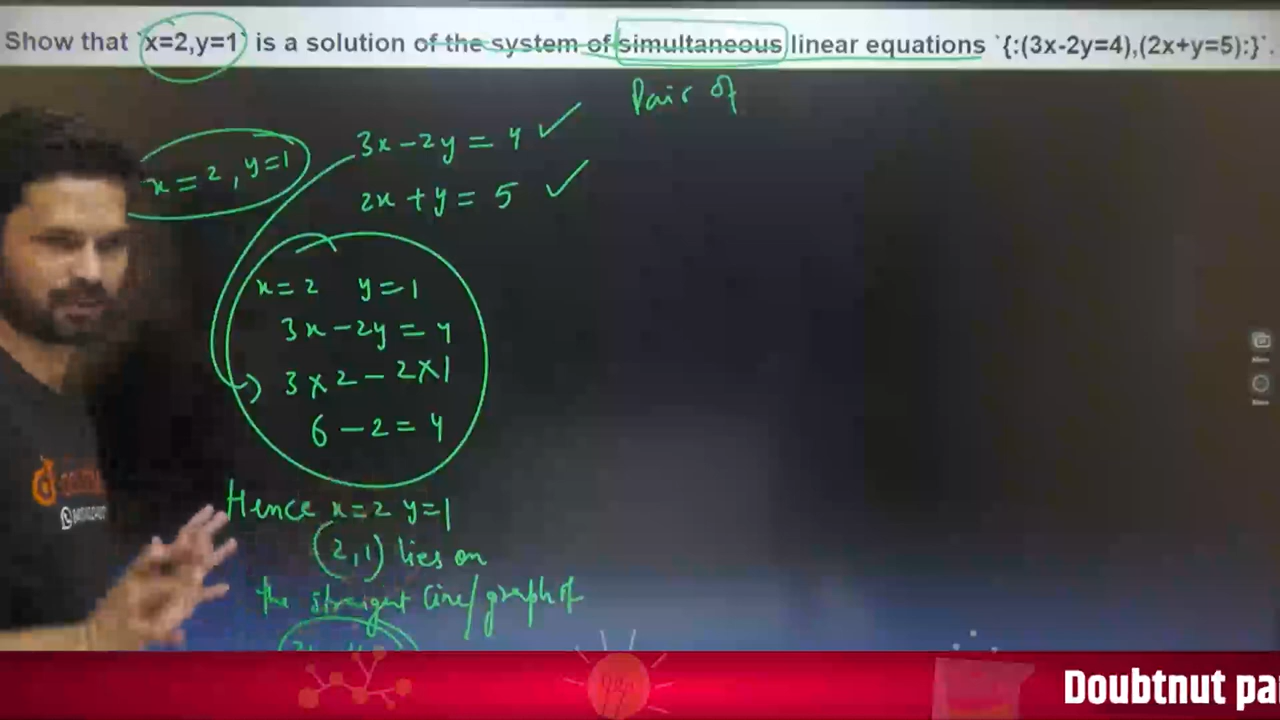 Show that `x=2,y=1` is a solution of the system of simultaneous linear equations `{:(3x-2y=4),(2x+y=5):}`.
Pair of
x=2, y=1
3x-2y=4 ✓
2x+y=5 ✓
x=2 y=1
3x-2y=4
3×2-2×1
6-2=4
Hence x=2 y=1
(2,1) lies on
the straight line/graph of
Doubtnut pa